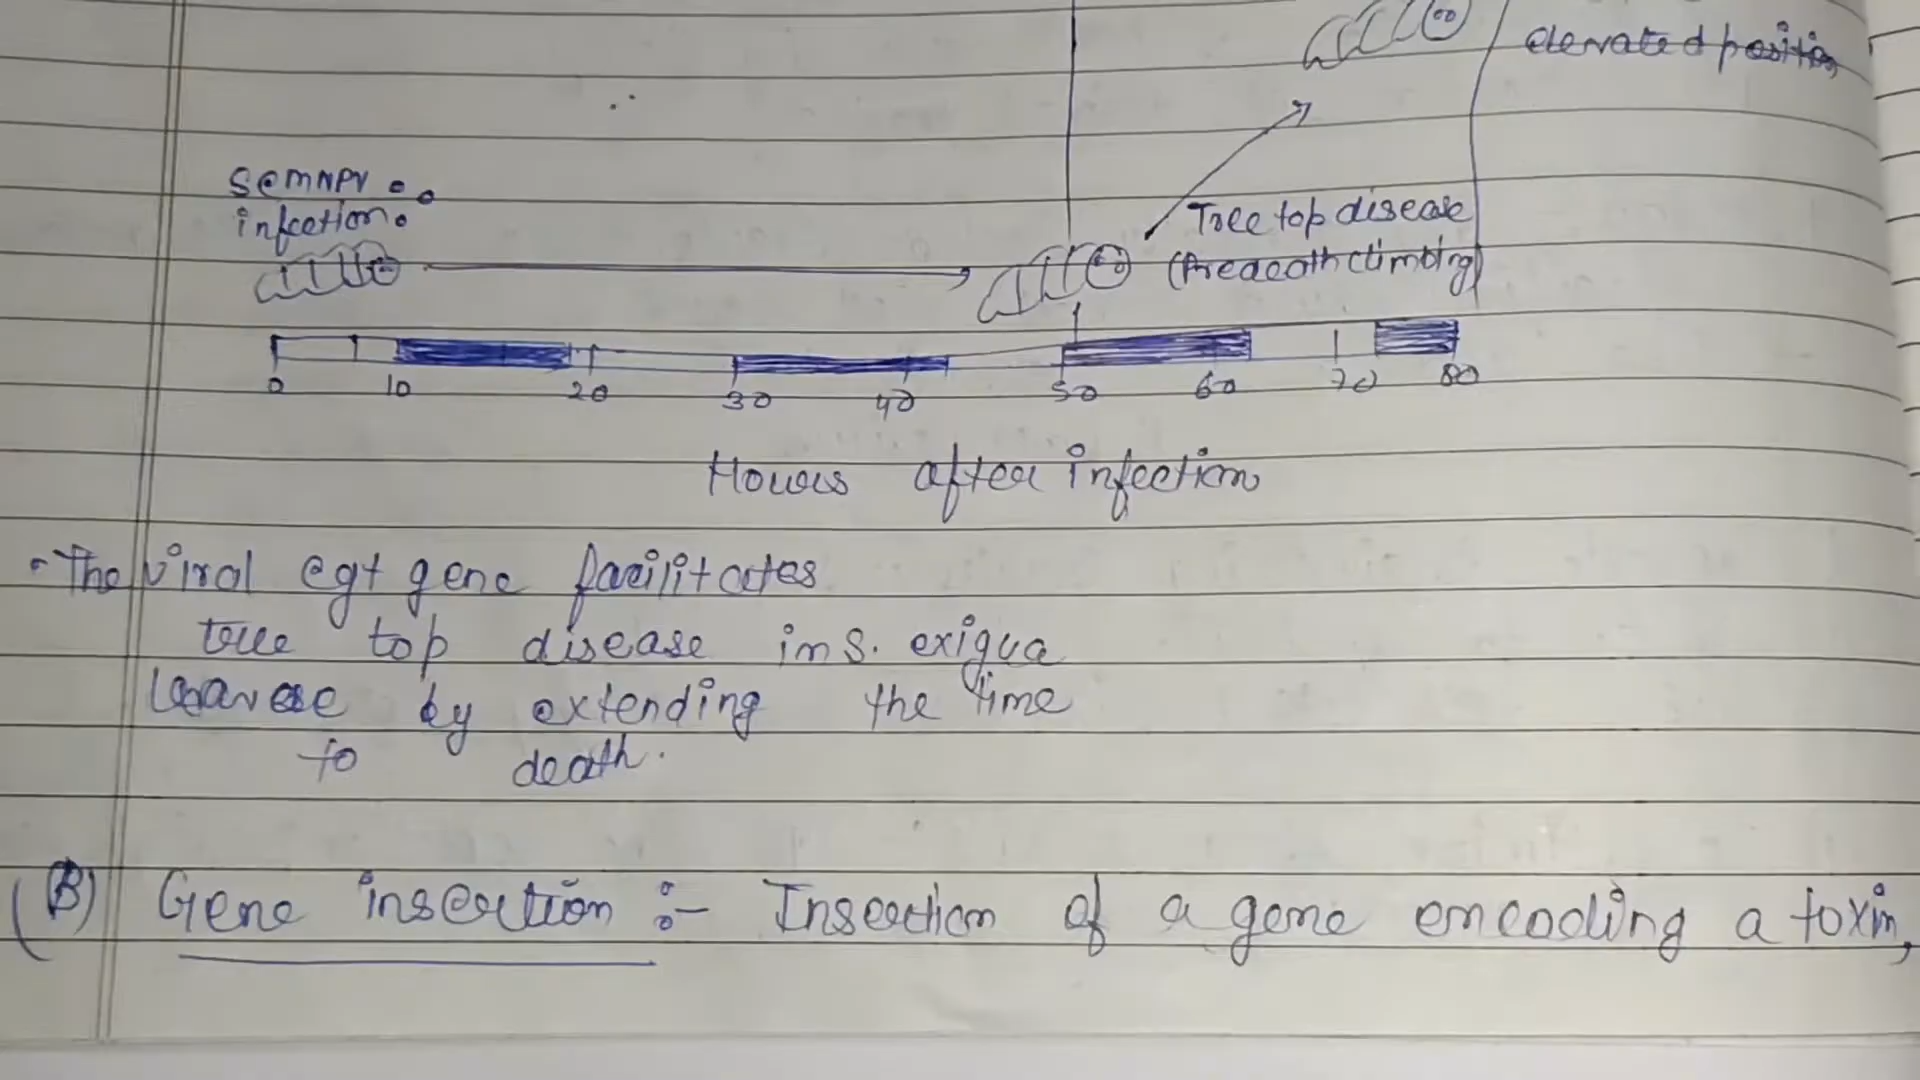 elevated position
SeMNPV
infection
Tree top disease
(Predeath climbing)
0 10 20 30 40 50 60 70 80
Hours after infection
The viral egt gene facilitates
tree top disease in S. exigua
larvae by extending the time
to death.
(B) Gene insertion :- Insertion of a gene encoding a toxin,